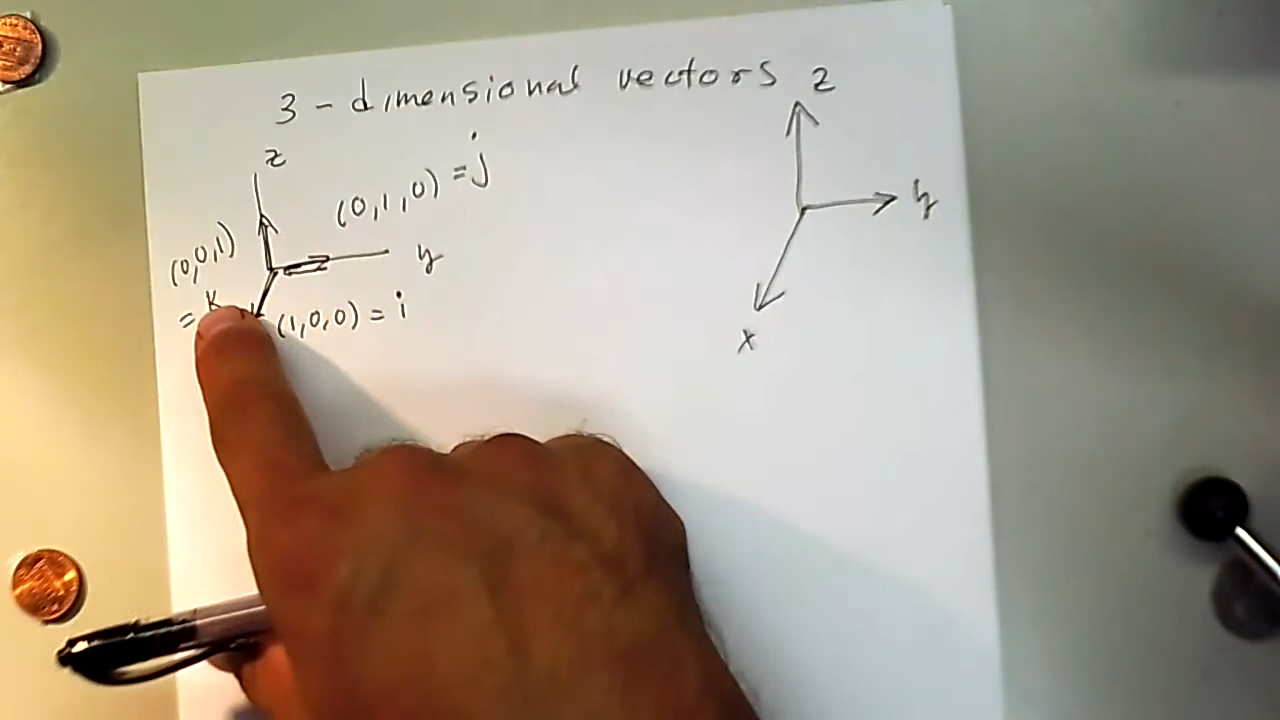 3 - dimensional vectors
z
(0,1,0) = j
(0,0,1)
= k
y
(1,0,0) = i
z
y
x